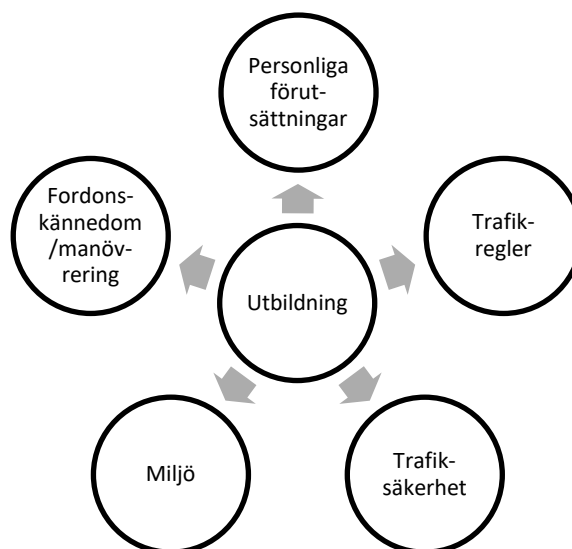 Personliga
förut-
sättningar
Fordons-
kännedom
/manöv-
rering
Trafik-
regler
Utbildning
Miljö
Trafik-
säkerhet